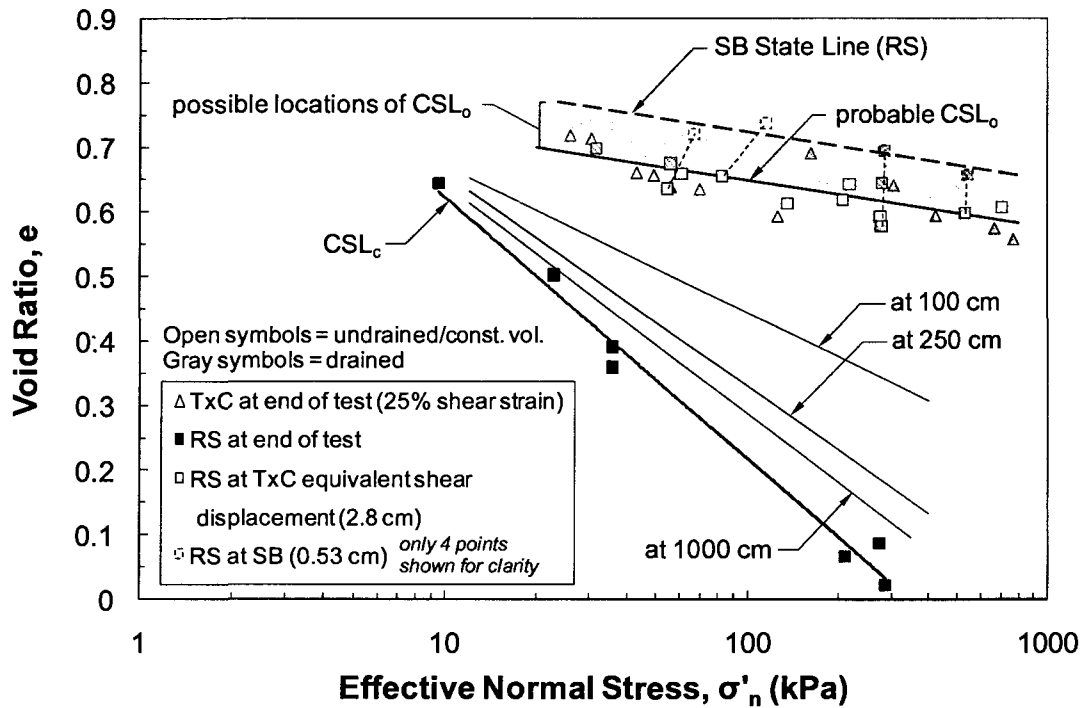 0.9
0.8
0.7
0.6
0.5
0.4
0.3
0.2
0.1
0
Void Ratio, e
SB State Line (RS)
possible locations of CSLₒ
probable CSLₒ
CSL꜀
at 100 cm
at 250 cm
at 1000 cm
Open symbols = undrained/const. vol.
Gray symbols = drained
TxC at end of test (25% shear strain)
RS at end of test
RS at TxC equivalent shear
displacement (2.8 cm)
RS at SB (0.53 cm) only 4 points
shown for clarity
1 10 100 1000
Effective Normal Stress, σ'ₙ (kPa)